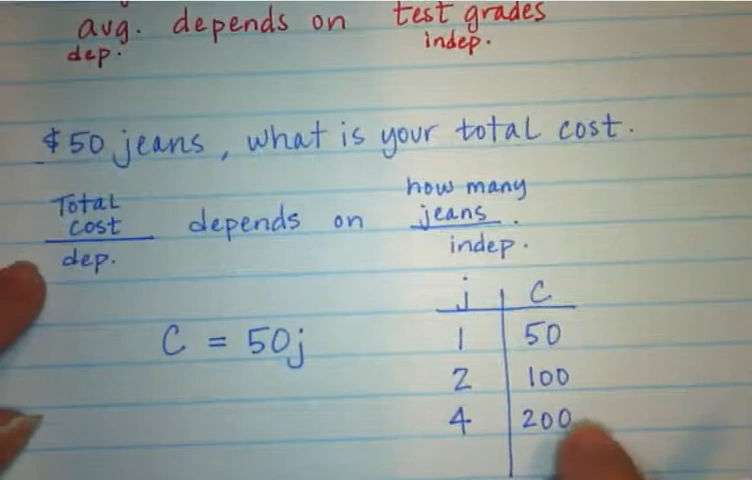 avg. depends on test grades
dep. indep.
$50 jeans, what is your total cost.
Total cost depends on how many jeans.
dep. indep.
C = 50j
j C
1 50
2 100
4 200